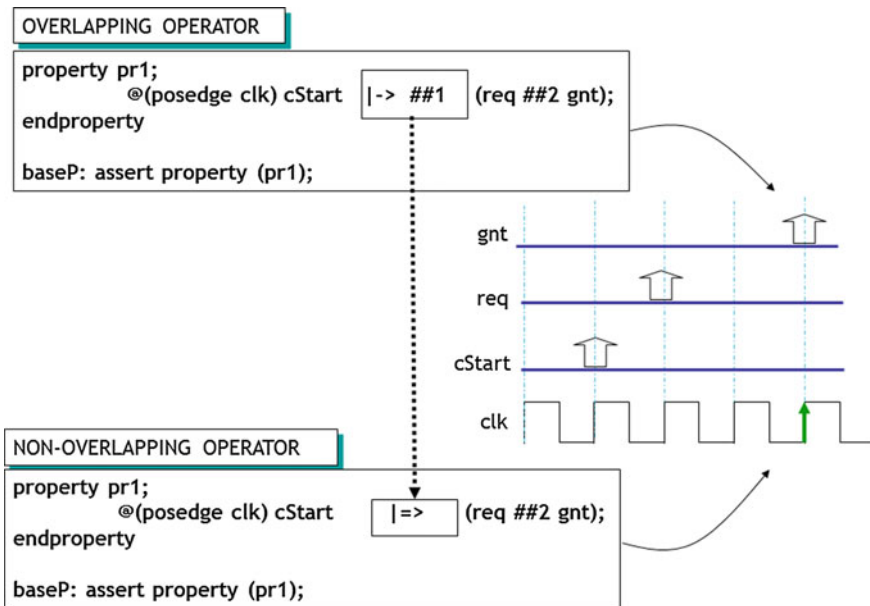 OVERLAPPING OPERATOR
property pr1;
@(posedge clk) cStart |-> ##1 (req ##2 gnt);
endproperty
baseP: assert property (pr1);
gnt
req
cStart
clk
NON-OVERLAPPING OPERATOR
property pr1;
@(posedge clk) cStart |=> (req ##2 gnt);
endproperty
baseP: assert property (pr1);